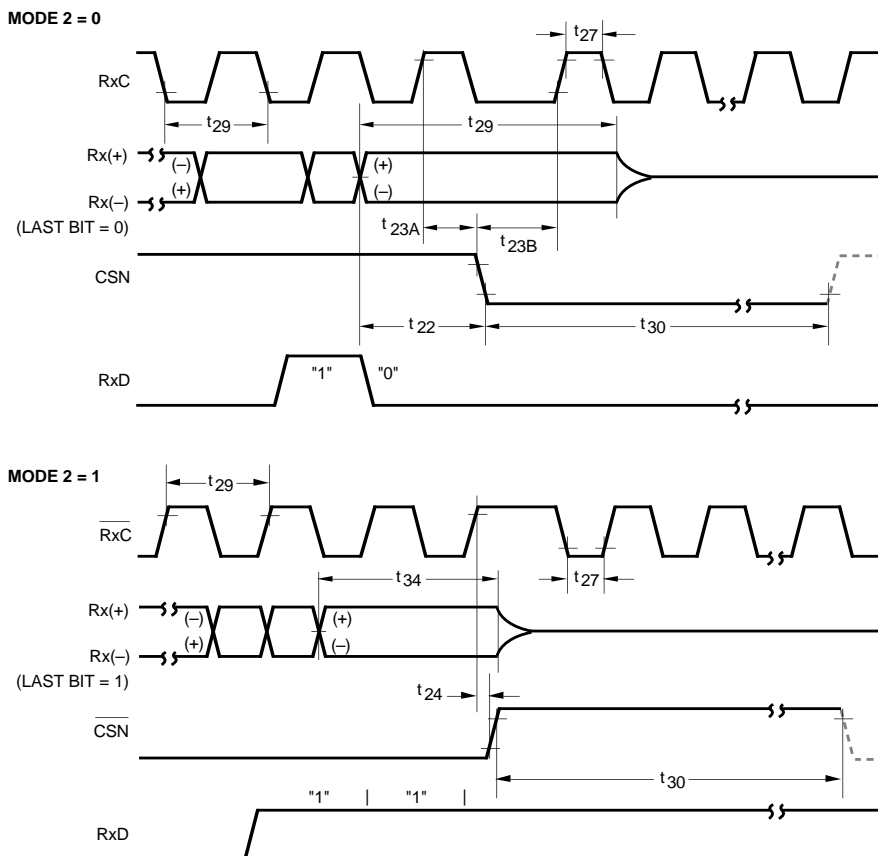 MODE 2 = 0
t27
RxC
t29
t29
Rx(+)
(–)
(+)
(+)
(–)
Rx(–)
(LAST BIT = 0)
t23A
t23B
CSN
t22
t30
RxD
"1"
"0"
MODE 2 = 1
t29
RxC
t34
t27
Rx(+)
(–)
(+)
(+)
(–)
Rx(–)
(LAST BIT = 1)
t24
CSN
t30
"1"
"1"
RxD